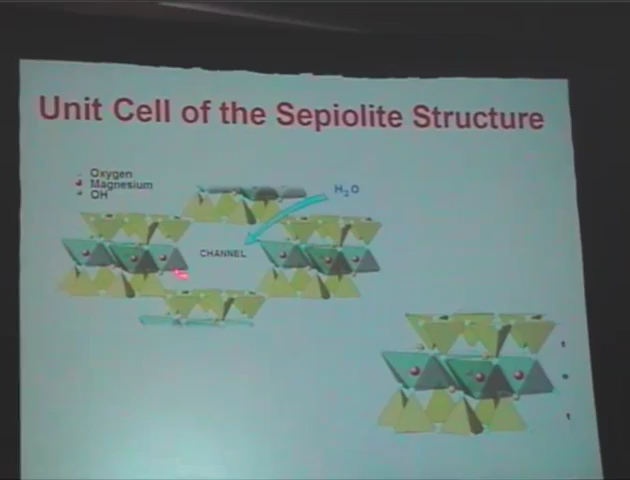 Unit Cell of the Sepiolite Structure
Oxygen
Magnesium
OH
H₂O
CHANNEL